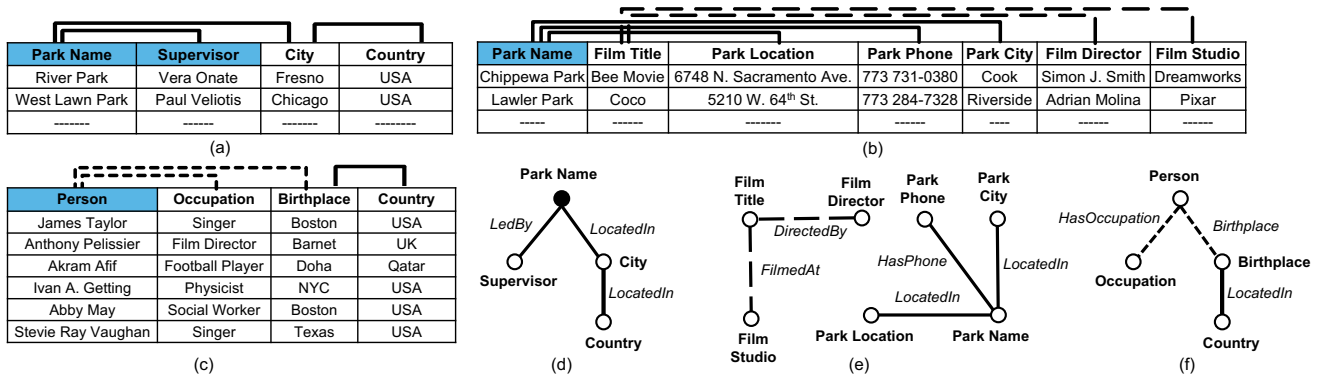 Park Name Supervisor City Country
River Park Vera Onate Fresno USA
West Lawn Park Paul Veliotis Chicago USA
------- ------- ------- --------
(a)
Park Name Film Title Park Location Park Phone Park City Film Director Film Studio
Chippewa Park Bee Movie 6748 N. Sacramento Ave. 773 731-0380 Cook Simon J. Smith Dreamworks
Lawler Park Coco 5210 W. 64th St. 773 284-7328 Riverside Adrian Molina Pixar
----- ------ ------- ------ ---- ------ ------
(b)
Person Occupation Birthplace Country
James Taylor Singer Boston USA
Anthony Pelissier Film Director Barnet UK
Akram Afif Football Player Doha Qatar
Ivan A. Getting Physicist NYC USA
Abby May Social Worker Boston USA
Stevie Ray Vaughan Singer Texas USA
(c)
Park Name
LedBy LocatedIn
Supervisor City
LocatedIn
Country
(d)
Film Title
Film Director
Park Phone
Park City
DirectedBy
FilmedAt
HasPhone
LocatedIn
LocatedIn
Film Studio
Park Location
Park Name
(e)
Person
HasOccupation Birthplace
Occupation Birthplace
LocatedIn
Country
(f)